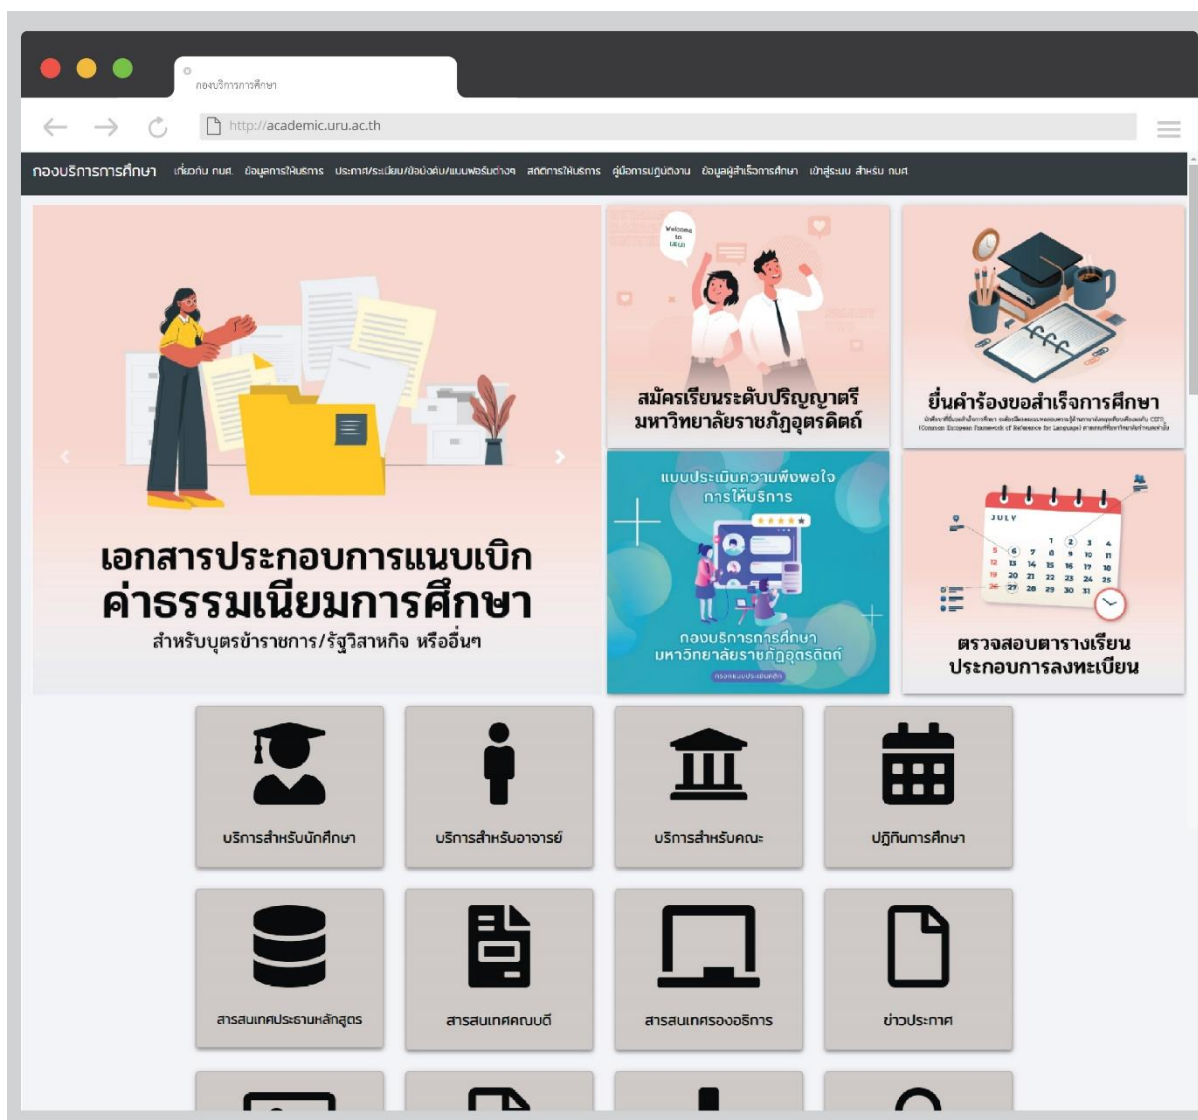 กองบริการการศึกษา
http://academic.uru.ac.th
กองบริการการศึกษา เกี่ยวกับ กบศ. ข้อมูลการให้บริการ ประกาศ/ระเบียบ/ข้อบังคับ/แบบฟอร์มต่างๆ สถิติการให้บริการ คู่มือการปฏิบัติงาน ข้อมูลผู้สำเร็จการศึกษา เข้าสู่ระบบ สำหรับ กบศ.
เอกสารประกอบการแนบเบิก
ค่าธรรมเนียมการศึกษา
สำหรับบุตรข้าราชการ/รัฐวิสาหกิจ หรืออื่นๆ
Welcome
to
URU
สมัครเรียนระดับปริญญาตรี
มหาวิทยาลัยราชภัฏอุตรดิตถ์
ยื่นคำร้องขอสำเร็จการศึกษา
(Common European Framework of Reference for Language)
แบบประเมินความพึงพอใจ
การให้บริการ
กองบริการการศึกษา
มหาวิทยาลัยราชภัฏอุตรดิตถ์
กรอกแบบประเมินคลิก
JULY
1 2 3 4
5 6 7 8 9 10 11
12 13 14 15 16 17 18
19 20 21 22 23 24 25
26 27 28 29 30 31
ตรวจสอบตารางเรียน
ประกอบการลงทะเบียน
บริการสำหรับนักศึกษา
บริการสำหรับอาจารย์
บริการสำหรับคณะ
ปฏิทินการศึกษา
สารสนเทศประธานหลักสูตร
สารสนเทศคณบดี
สารสนเทศรองอธิการ
ข่าวประกาศ